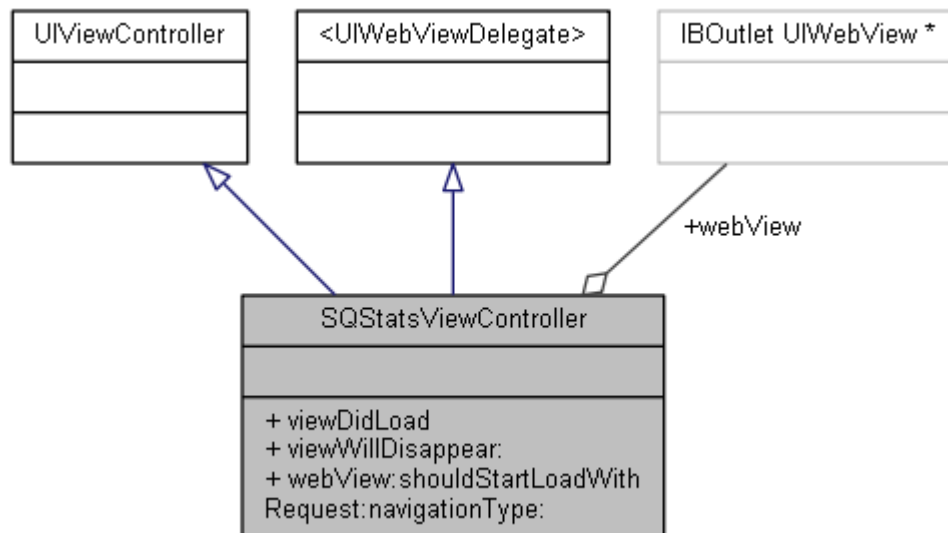 UIViewController
<UIWebViewDelegate>
IBOutlet UIWebView *
+webView
SQStatsViewController
+ viewDidLoad
+ viewWillDisappear:
+ webView:shouldStartLoadWith
Request:navigationType: